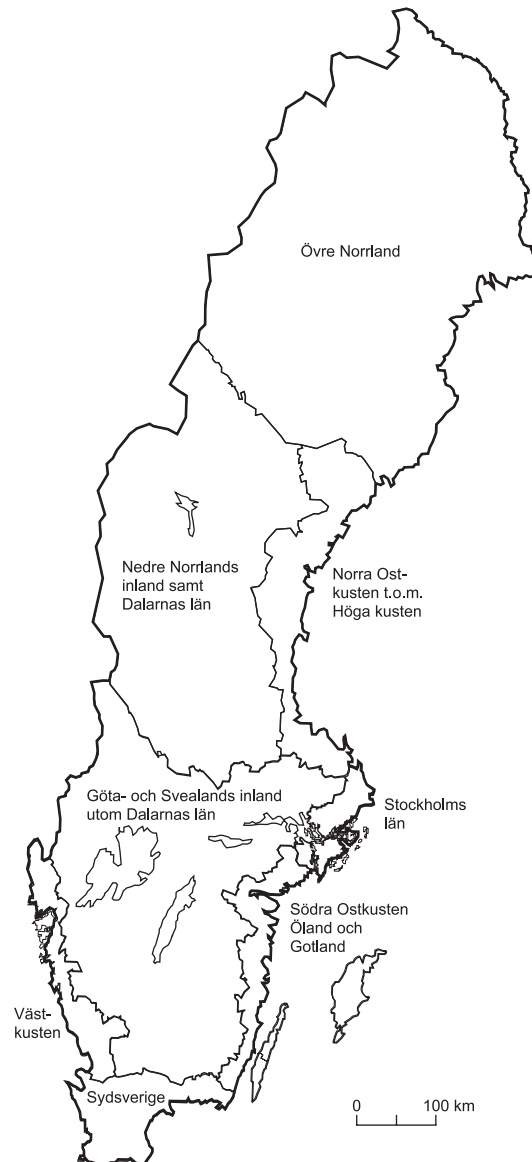 Övre Norrland
Nedre Norrlands
inland samt
Dalarnas län
Norra Ost-
kusten t.o.m.
Höga kusten
Göta- och Svealands inland
utom Dalarnas län
Stockholms
län
Södra Ostkusten
Öland och
Gotland
Väst-
kusten
Sydsverige
0 100 km